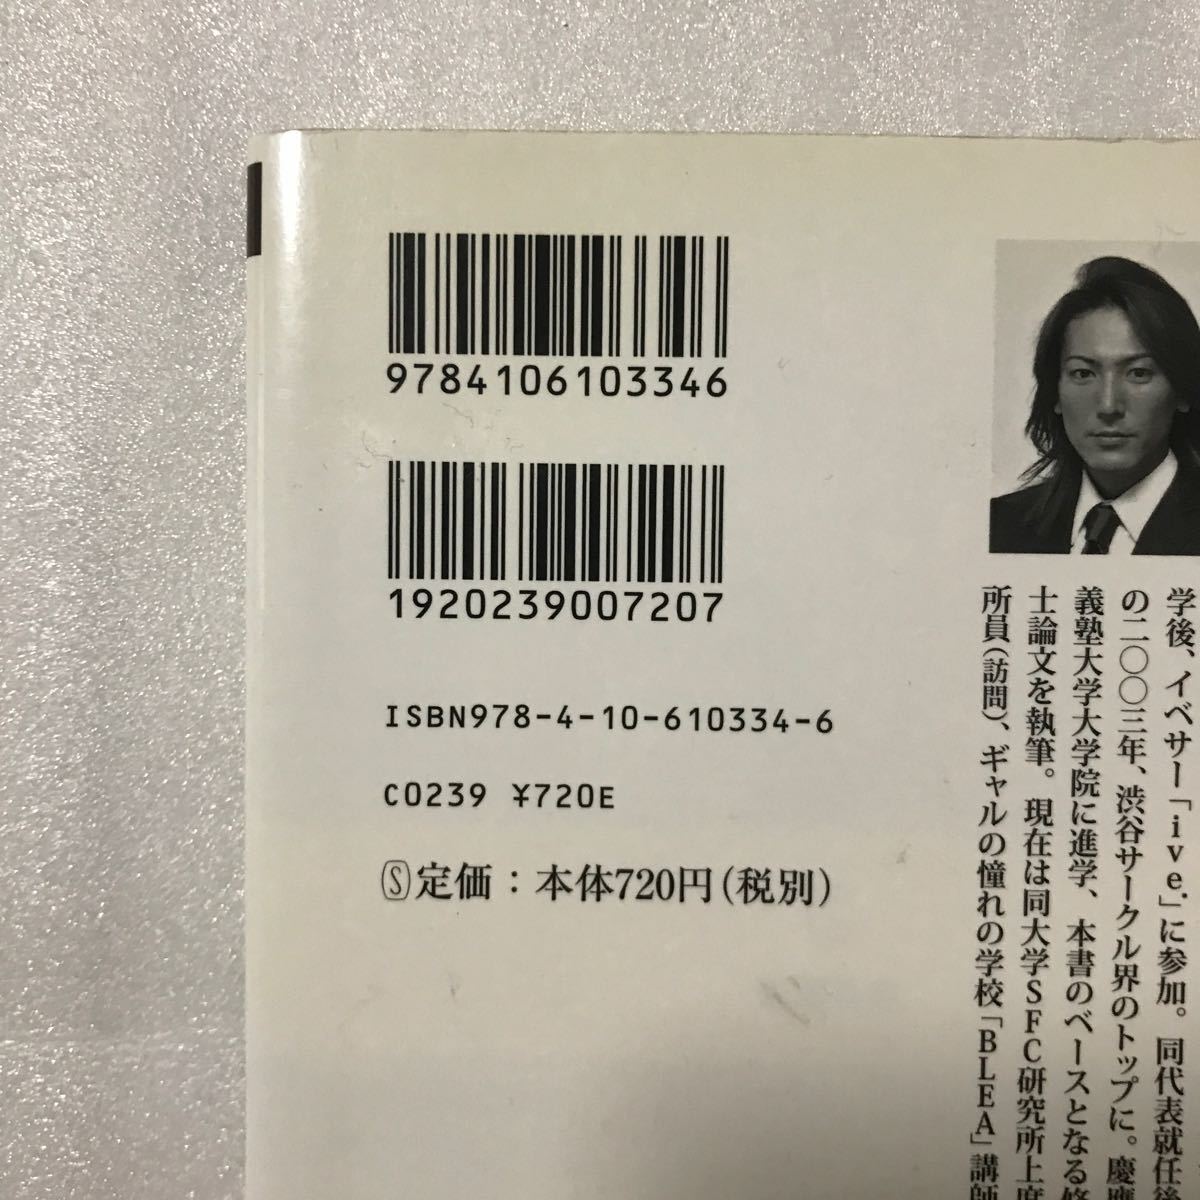 9784106103346
1920239007207
ISBN978-4-10-610334-6
C0239 ¥720E
Ⓢ定価：本体720円(税別)
学後、イベサー「ive.」に参加。同代表就任後
の二〇〇三年、渋谷サークル界のトップに。慶應
義塾大学大学院に進学、本書のベースとなる修
士論文を執筆。現在は同大学SFC研究所上席
所員(訪問)、ギャルの憧れの学校「BLEA」講師